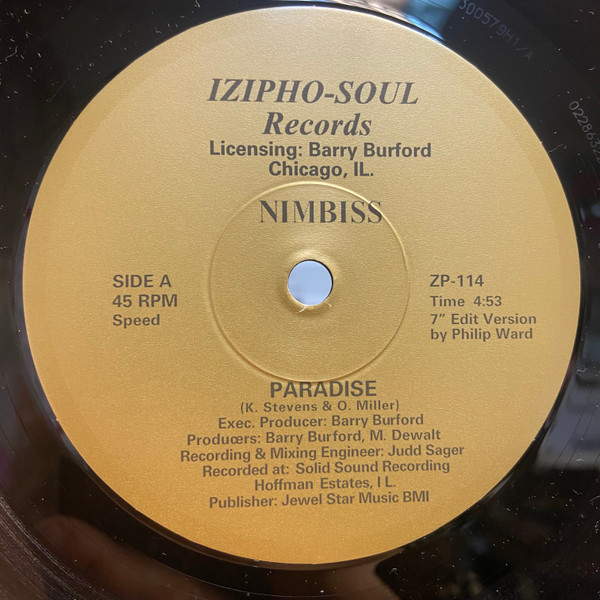 300579H1/A
IZIPHO-SOUL
Records
Licensing: Barry Burford
Chicago, IL.
NIMBISS
SIDE A
45 RPM
Speed
ZP-114
Time 4:53
7" Edit Version
by Philip Ward
PARADISE
(K. Stevens & O. Miller)
Exec. Producer: Barry Burford
Producers: Barry Burford, M. Dewalt
Recording & Mixing Engineer: Judd Sager
Recorded at: Solid Sound Recording
Hoffman Estates, I L.
Publisher: Jewel Star Music BMI